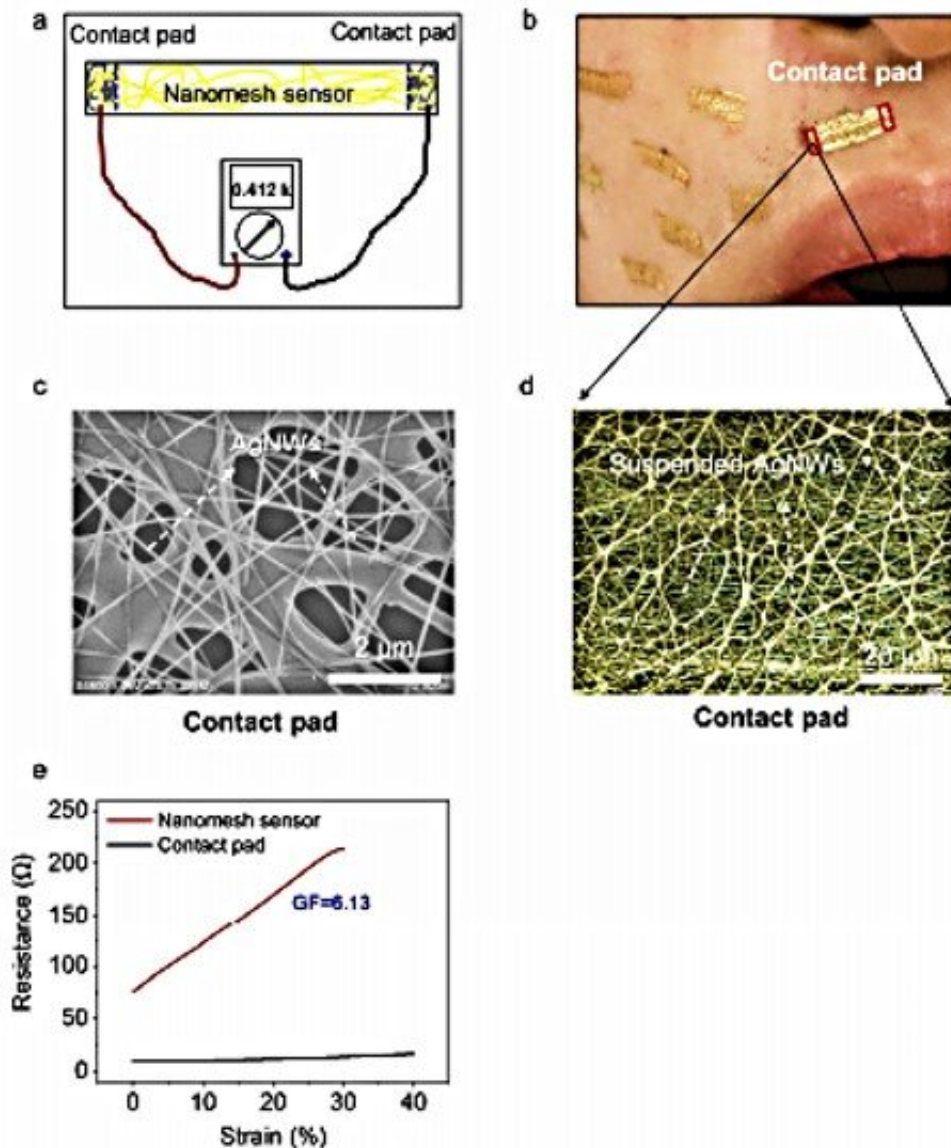 a
Contact pad
Contact pad
Nanomesh sensor
0.412 k
b
Contact pad
c
AgNWs
2 μm
Contact pad
d
Suspended AgNWs
20 μm
Contact pad
e
250
200
150
100
50
0
Resistance (Ω)
Nanomesh sensor
Contact pad
GF=6.13
0 10 20 30 40
Strain (%)